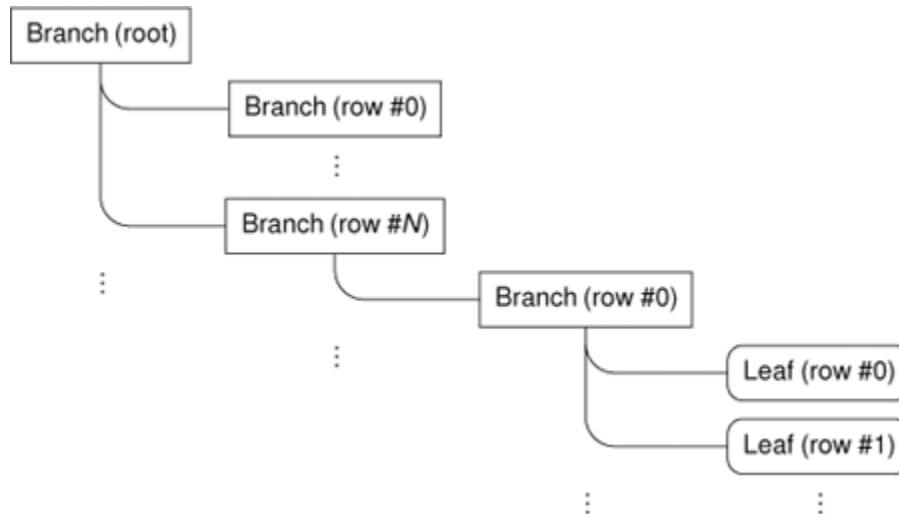 Branch (root)
Branch (row #0)
⋮
Branch (row #N)
⋮
Branch (row #0)
⋮
Leaf (row #0)
Leaf (row #1)
⋮
⋮